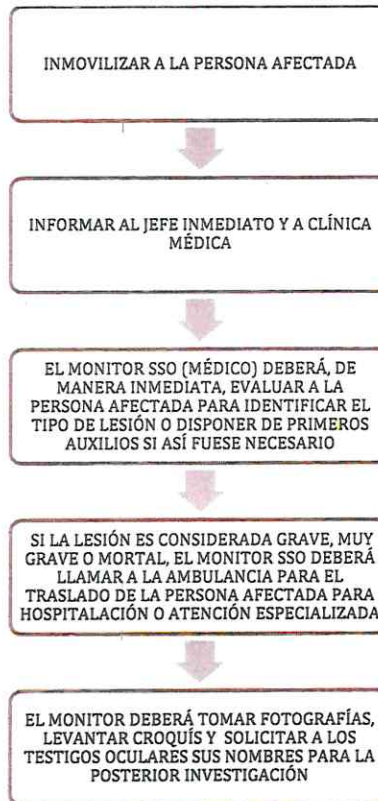 INMOVILIZAR A LA PERSONA AFECTADA
INFORMAR AL JEFE INMEDIATO Y A CLÍNICA
MÉDICA
EL MONITOR SSO (MÉDICO) DEBERÁ, DE
MANERA INMEDIATA, EVALUAR A LA
PERSONA AFECTADA PARA IDENTIFICAR EL
TIPO DE LESIÓN O DISPONER DE PRIMEROS
AUXILIOS SI ASÍ FUESE NECESARIO
SI LA LESIÓN ES CONSIDERADA GRAVE, MUY
GRAVE O MORTAL, EL MONITOR SSO DEBERÁ
LLAMAR A LA AMBULANCIA PARA EL
TRASLADO DE LA PERSONA AFECTADA PARA
HOSPITALACIÓN O ATENCIÓN ESPECIALIZADA
EL MONITOR DEBERÁ TOMAR FOTOGRAFÍAS,
LEVANTAR CROQUÍS Y SOLICITAR A LOS
TESTIGOS OCULARES SUS NOMBRES PARA LA
POSTERIOR INVESTIGACIÓN